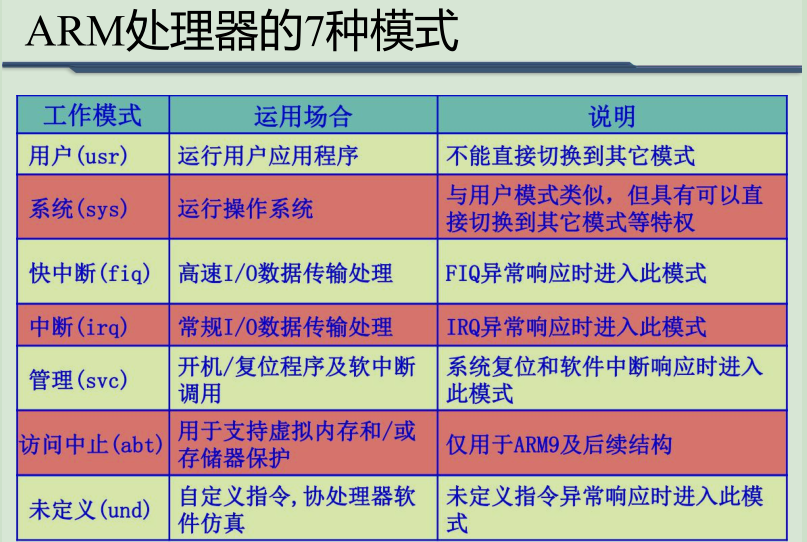 ARM处理器的7种模式
工作模式 运用场合 说明
用户(usr) 运行用户应用程序 不能直接切换到其它模式
系统(sys) 运行操作系统 与用户模式类似，但具有可以直
接切换到其它模式等特权
快中断(fiq) 高速I/O数据传输处理 FIQ异常响应时进入此模式
中断(irq) 常规I/O数据传输处理 IRQ异常响应时进入此模式
管理(svc) 开机/复位程序及软中断
调用
系统复位和软件中断响应时进入
此模式
访问中止(abt) 用于支持虚拟内存和/或
存储器保护
仅用于ARM9及后续结构
未定义(und) 自定义指令,协处理器软
件仿真
未定义指令异常响应时进入此模
式